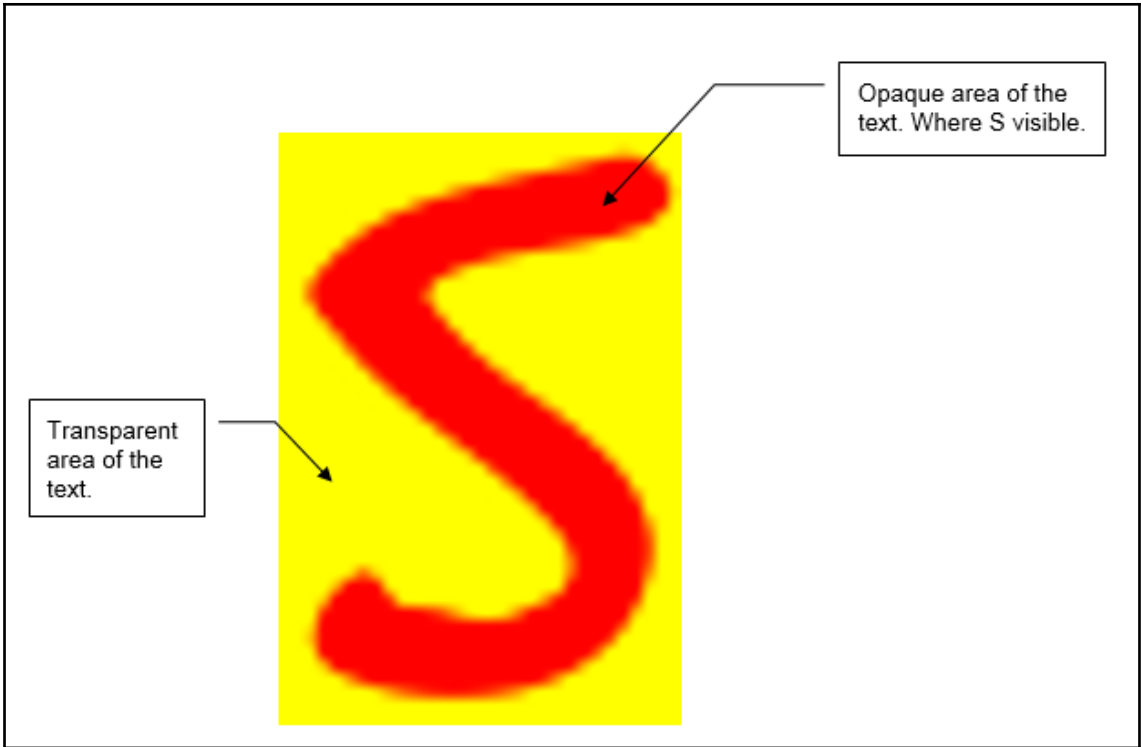 Opaque area of the
text. Where S visible.
S
Transparent
area of the
text.